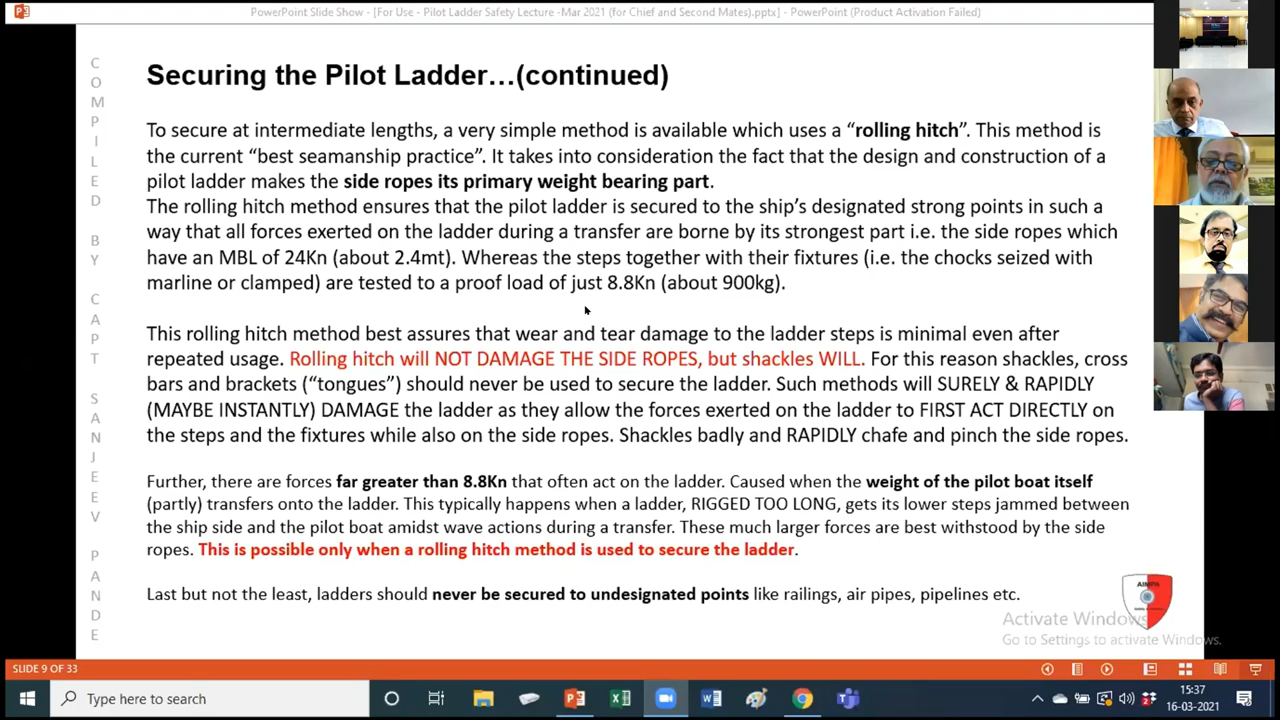 PowerPoint Slide Show - [For Use - Pilot Ladder Safety Lecture -Mar 2021 (for Chief and Second Mates).pptx] - PowerPoint (Product Activation Failed)
COMPILED BY CAPT SANJEEV PANDE
Securing the Pilot Ladder…(continued)
To secure at intermediate lengths, a very simple method is available which uses a “rolling hitch”. This method is
the current “best seamanship practice”. It takes into consideration the fact that the design and construction of a
pilot ladder makes the side ropes its primary weight bearing part.
The rolling hitch method ensures that the pilot ladder is secured to the ship’s designated strong points in such a
way that all forces exerted on the ladder during a transfer are borne by its strongest part i.e. the side ropes which
have an MBL of 24Kn (about 2.4mt). Whereas the steps together with their fixtures (i.e. the chocks seized with
marline or clamped) are tested to a proof load of just 8.8Kn (about 900kg).
This rolling hitch method best assures that wear and tear damage to the ladder steps is minimal even after
repeated usage. Rolling hitch will NOT DAMAGE THE SIDE ROPES, but shackles WILL. For this reason shackles, cross
bars and brackets (“tongues”) should never be used to secure the ladder. Such methods will SURELY & RAPIDLY
(MAYBE INSTANTLY) DAMAGE the ladder as they allow the forces exerted on the ladder to FIRST ACT DIRECTLY on
the steps and the fixtures while also on the side ropes. Shackles badly and RAPIDLY chafe and pinch the side ropes.
Further, there are forces far greater than 8.8Kn that often act on the ladder. Caused when the weight of the pilot boat itself
(partly) transfers onto the ladder. This typically happens when a ladder, RIGGED TOO LONG, gets its lower steps jammed between
the ship side and the pilot boat amidst wave actions during a transfer. These much larger forces are best withstood by the side
ropes. This is possible only when a rolling hitch method is used to secure the ladder.
Last but not the least, ladders should never be secured to undesignated points like railings, air pipes, pipelines etc.
AIMPA
Activate Windows
Go to Settings to activate Windows.
SLIDE 9 OF 33
Type here to search
15:37
16-03-2021